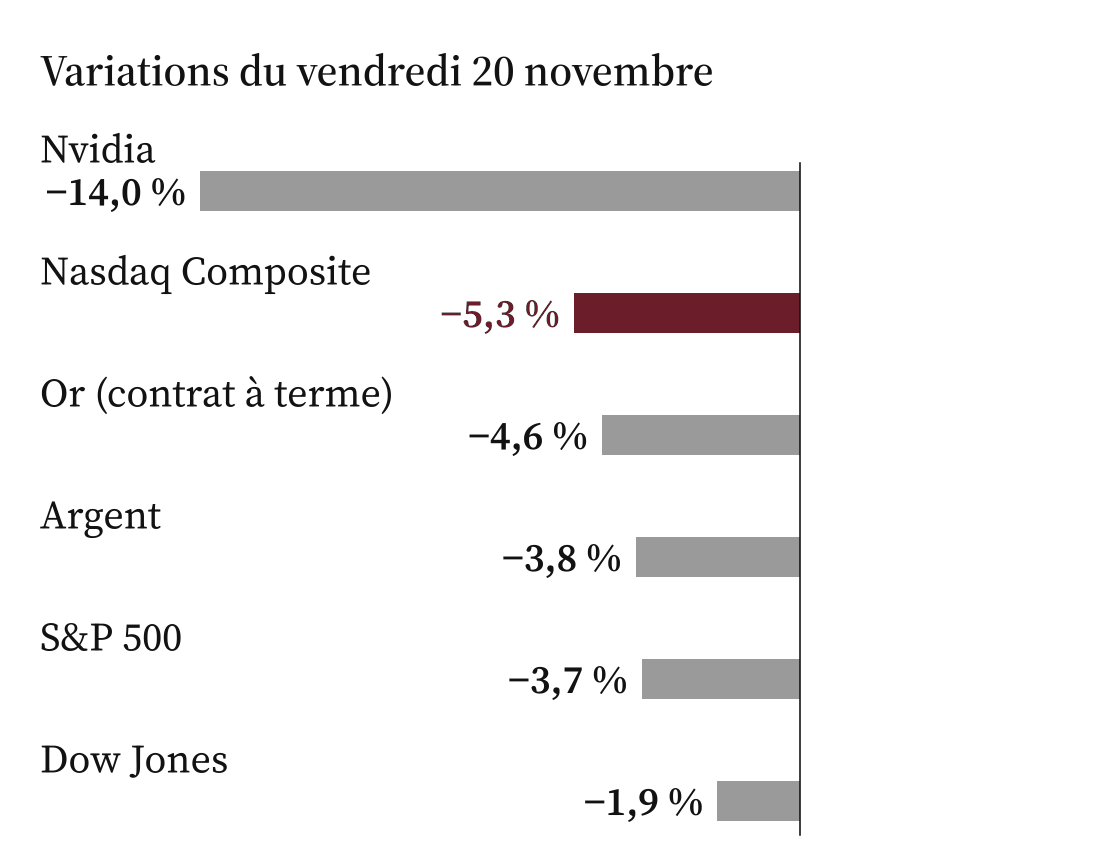 Variations du vendredi 20 novembre
Nvidia
−14,0 %
Nasdaq Composite
−5,3 %
Or (contrat à terme)
−4,6 %
Argent
−3,8 %
S&P 500
−3,7 %
Dow Jones
−1,9 %